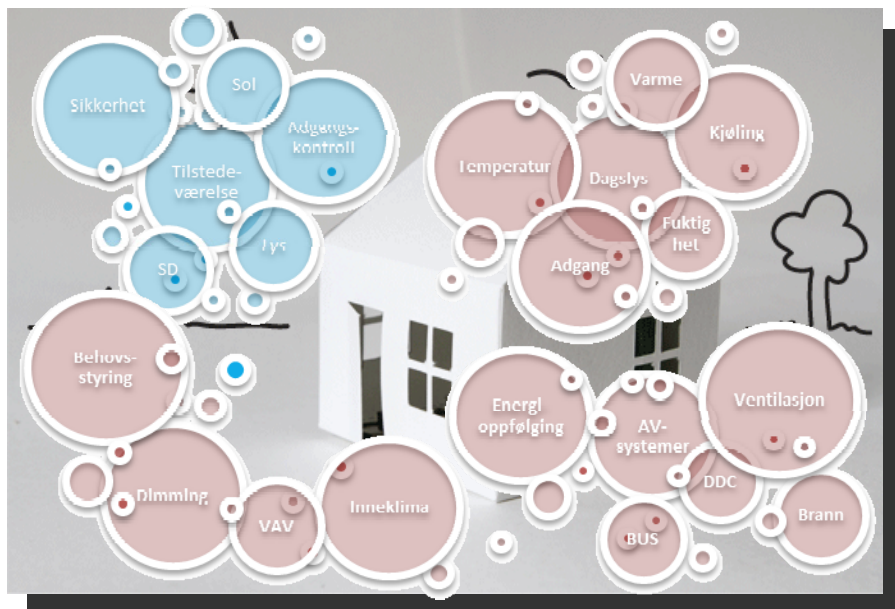 Sikkerhet
Sol
Adgangs-
kontroll
Tilstede-
værelse
Lys
SD
Varme
Kjøling
Temperatur
Dagslys
Fuktig
het
Adgang
Behovs-
styring
Dimming
VAV
Inneklima
Energi
oppfølging
AV-
systemer
Ventilasjon
DDC
BUS
Brann